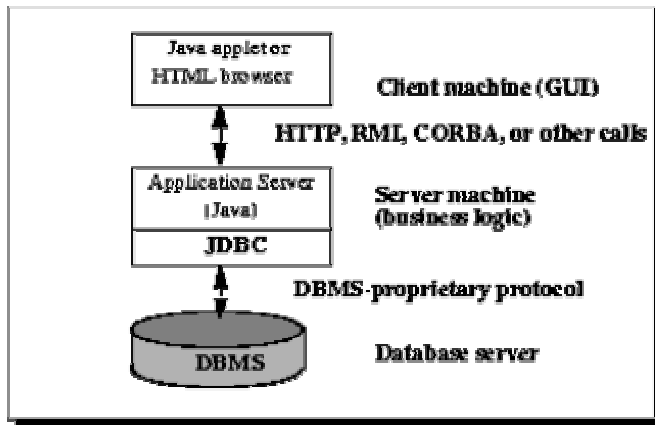 Java applet or
HTML browser
Client machine (GUI)
HTTP, RMI, CORBA, or other calls
Application Server
(Java)
Server machine
(business logic)
JDBC
DBMS-proprietary protocol
DBMS
Database server